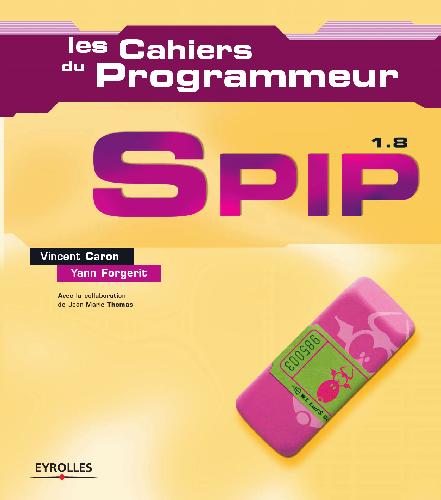 les Cahiers
du Programmeur
1.8
SPIP
Vincent Caron
Yann Forgerit
Avec la collaboration
de Jean-Marie Thomas
985003
EYROLLES